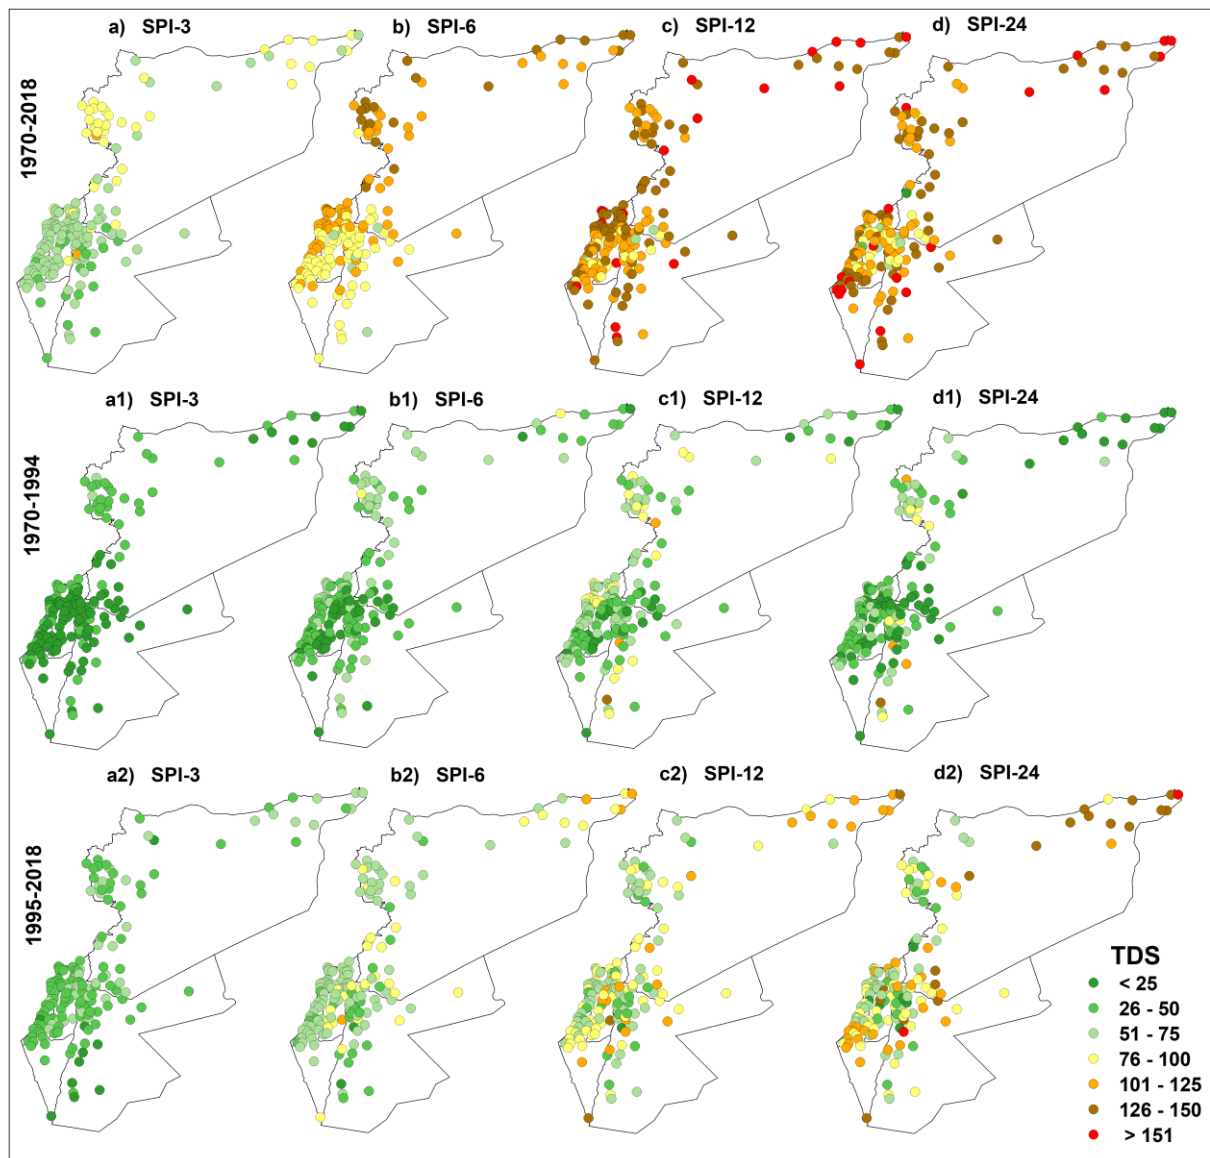 a) SPI-3 b) SPI-6 c) SPI-12 d) SPI-24
1970-2018
a1) SPI-3 b1) SPI-6 c1) SPI-12 d1) SPI-24
1970-1994
a2) SPI-3 b2) SPI-6 c2) SPI-12 d2) SPI-24
1995-2018
TDS
< 25
26 - 50
51 - 75
76 - 100
101 - 125
126 - 150
> 151